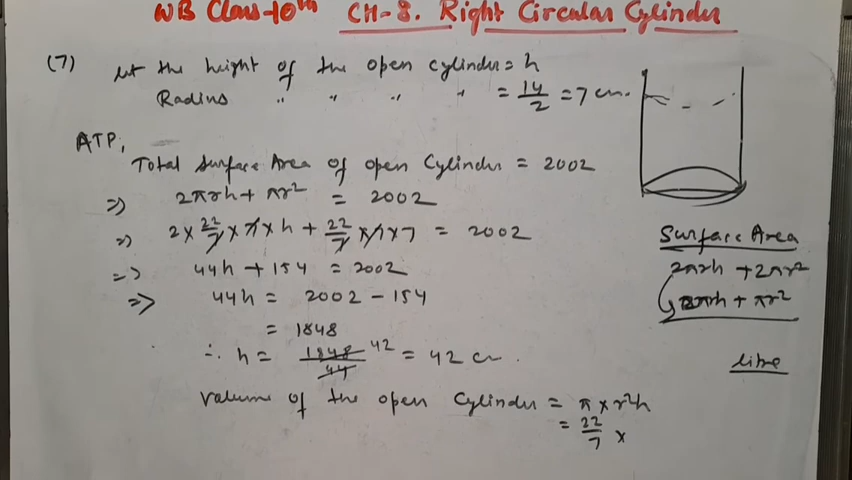 WB Class-10th CH-8. Right Circular Cylinder
(7) let the height of the open cylinder = h
Radius " " " " = 14/2 = 7 cm.
ATP,
Total Surface Area of open Cylinder = 2002
=> 2πrh + πr² = 2002
=> 2 × 22/7 × 7 × h + 22/7 × 7 × 7 = 2002
=> 44h + 154 = 2002
=> 44h = 2002 - 154
= 1848
∴ h = 1848/44 42 = 42 cm.
Volume of the open Cylinder = π × r²h
= 22/7 ×
Surface Area
2πrh + 2πr²
2πrh + πr²
litre